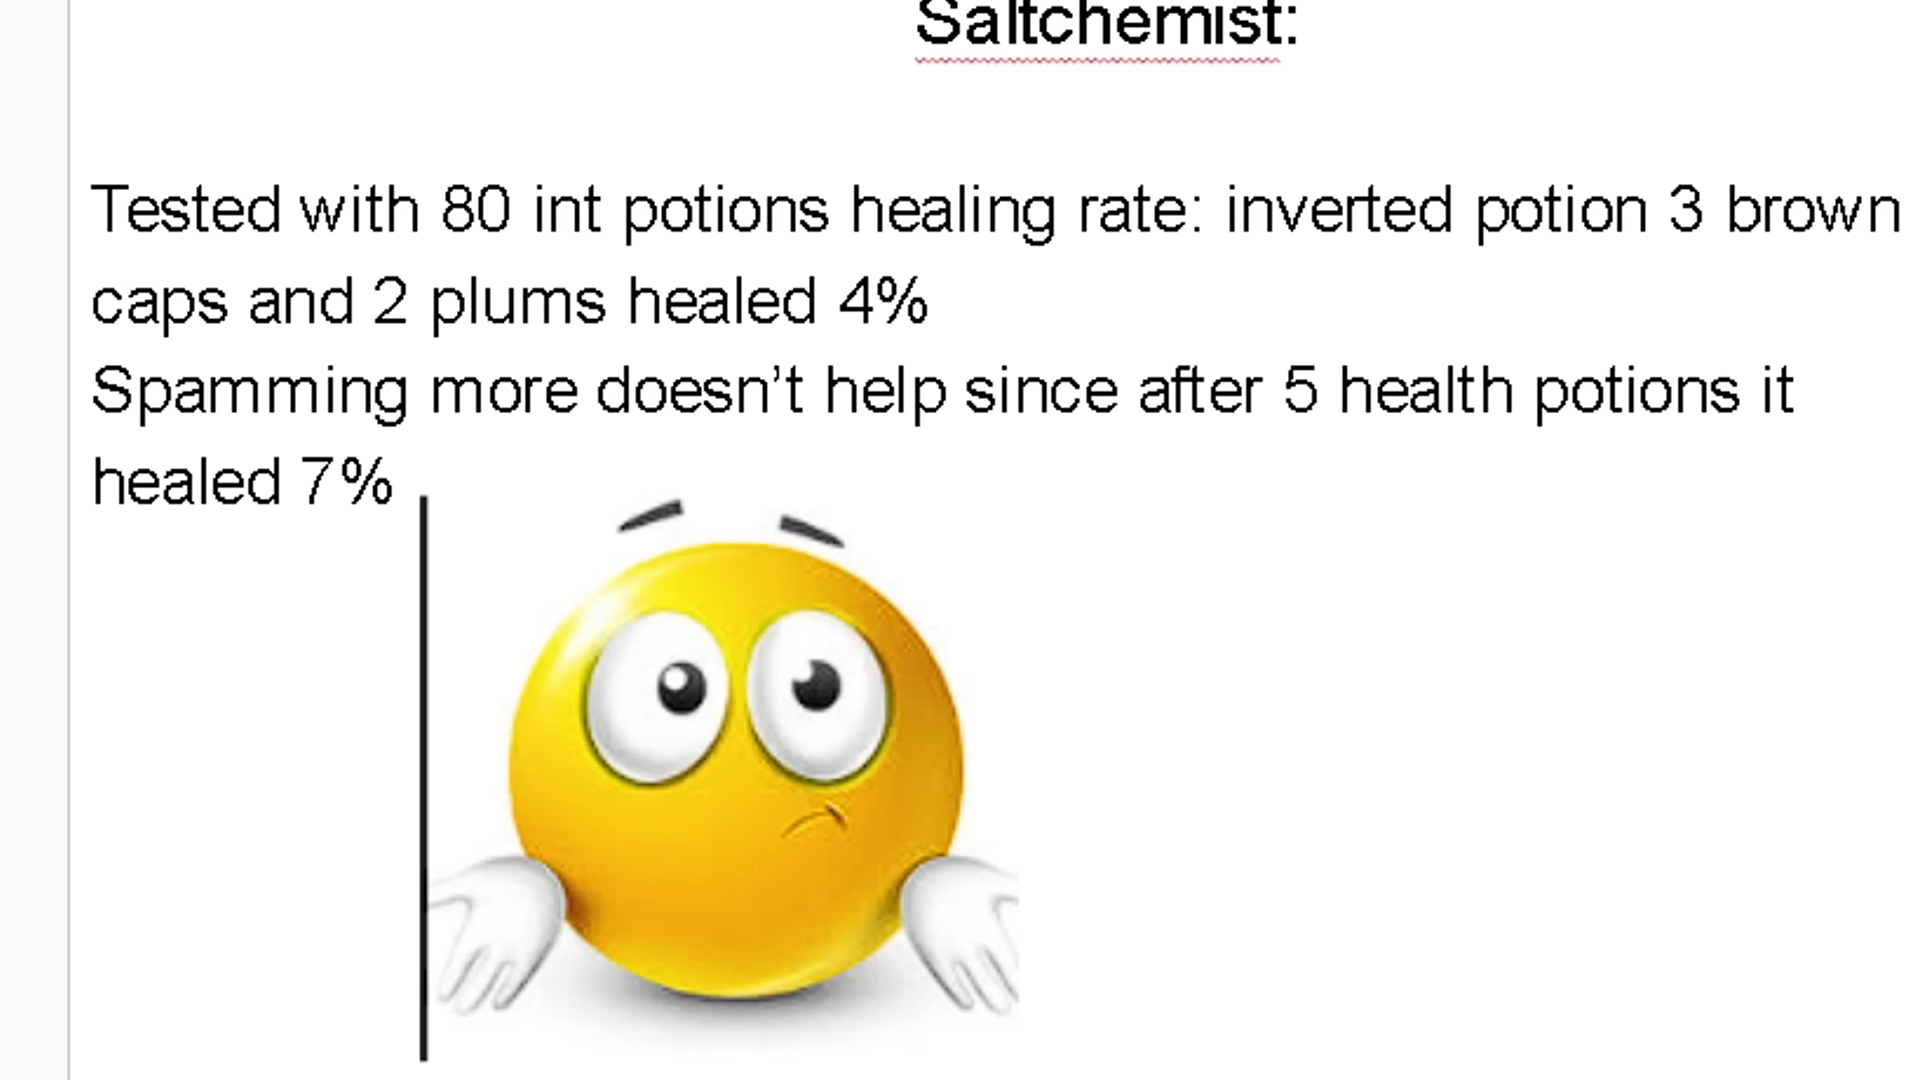 Saltchemist:
Tested with 80 int potions healing rate: inverted potion 3 brown
caps and 2 plums healed 4%
Spamming more doesn’t help since after 5 health potions it
healed 7%